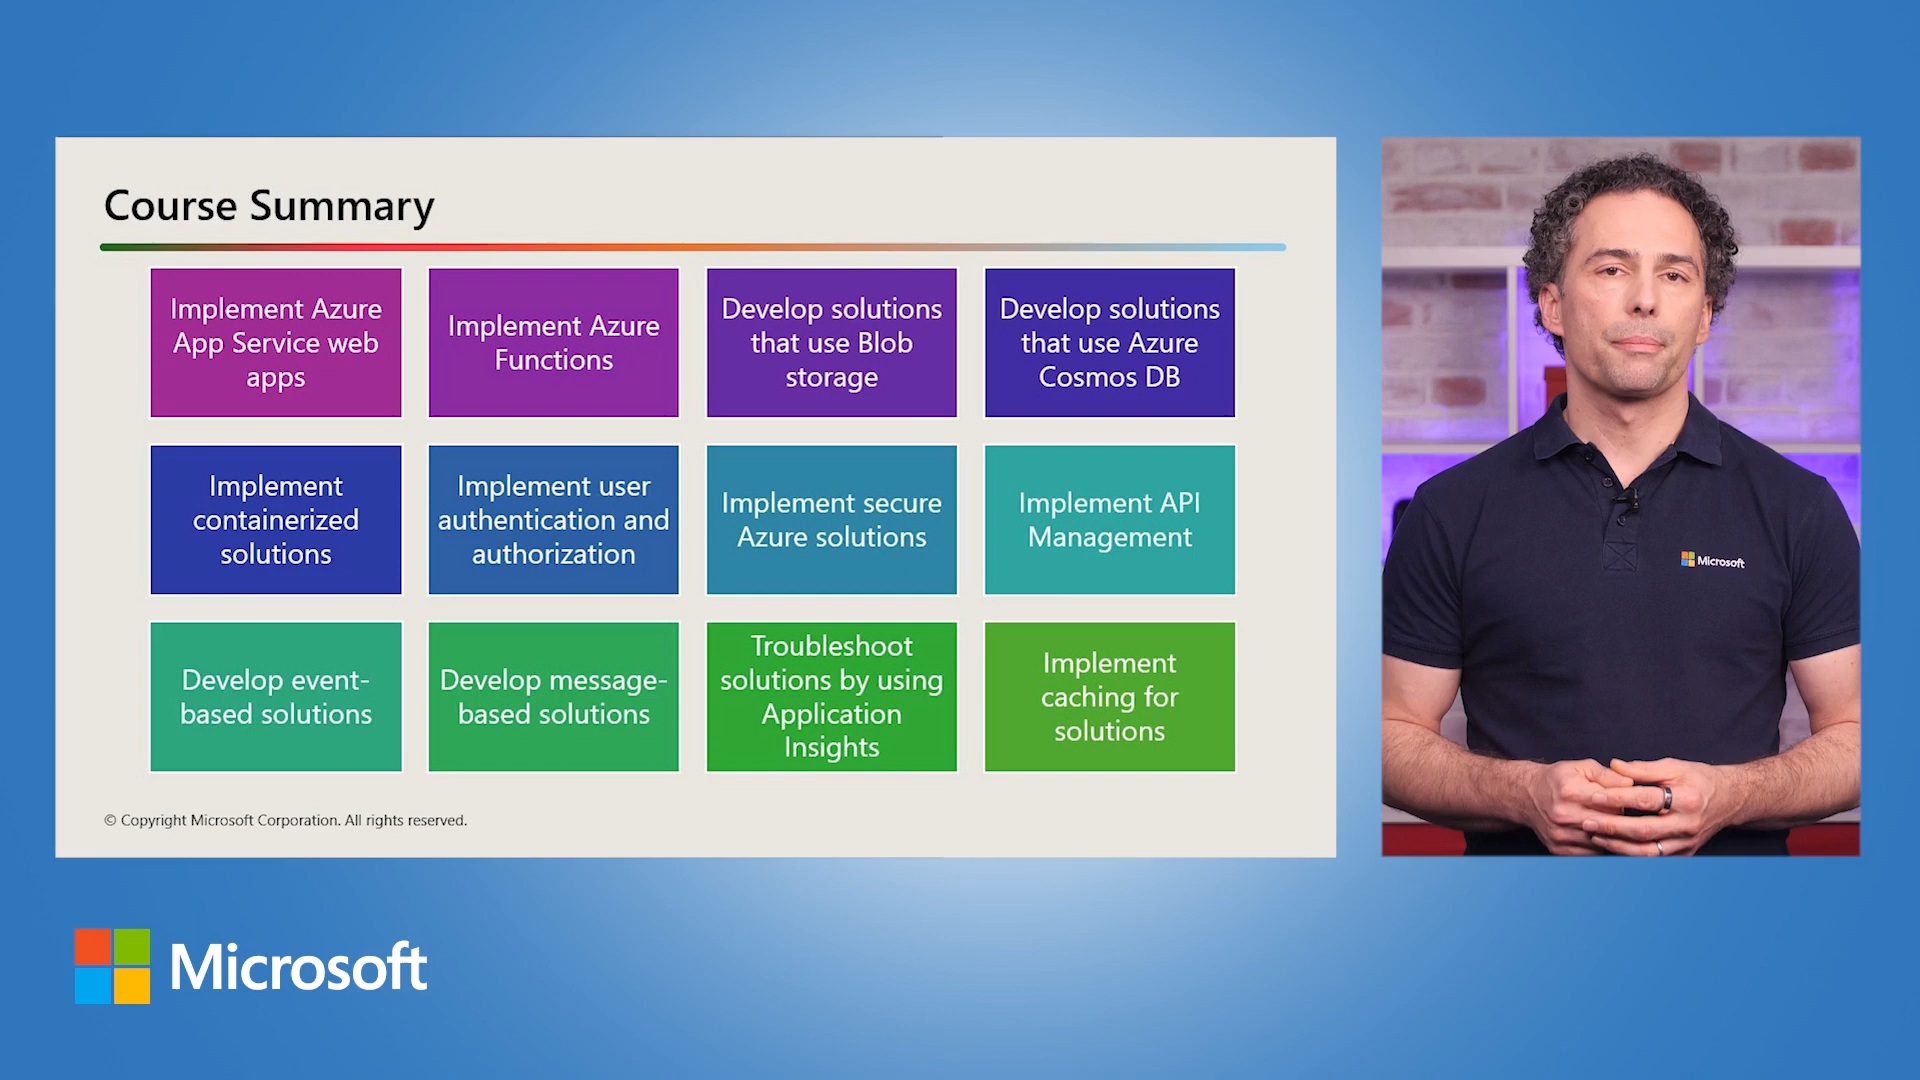 Course Summary
Implement Azure
App Service web
apps
Implement Azure
Functions
Develop solutions
that use Blob
storage
Develop solutions
that use Azure
Cosmos DB
Implement
containerized
solutions
Implement user
authentication and
authorization
Implement secure
Azure solutions
Implement API
Management
Develop event-
based solutions
Develop message-
based solutions
Troubleshoot
solutions by using
Application
Insights
Implement
caching for
solutions
© Copyright Microsoft Corporation. All rights reserved.
Microsoft
Microsoft